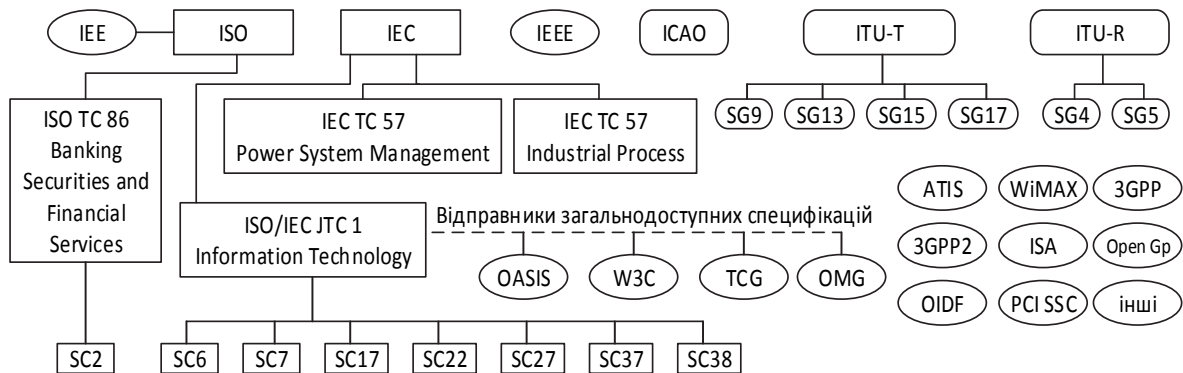 IEE
ISO
IEC
IEEE
ICAO
ITU-T
ITU-R
ISO TC 86
Banking
Securities and
Financial
Services
IEC TC 57
Power System Management
IEC TC 57
Industrial Process
SG9
SG13
SG15
SG17
SG4
SG5
ISO/IEC JTC 1
Information Technology
Відправники загальнодоступних специфікацій
OASIS
W3C
TCG
OMG
ATIS
WiMAX
3GPP
3GPP2
ISA
Open Gp
OIDF
PCI SSC
інші
SC2
SC6
SC7
SC17
SC22
SC27
SC37
SC38